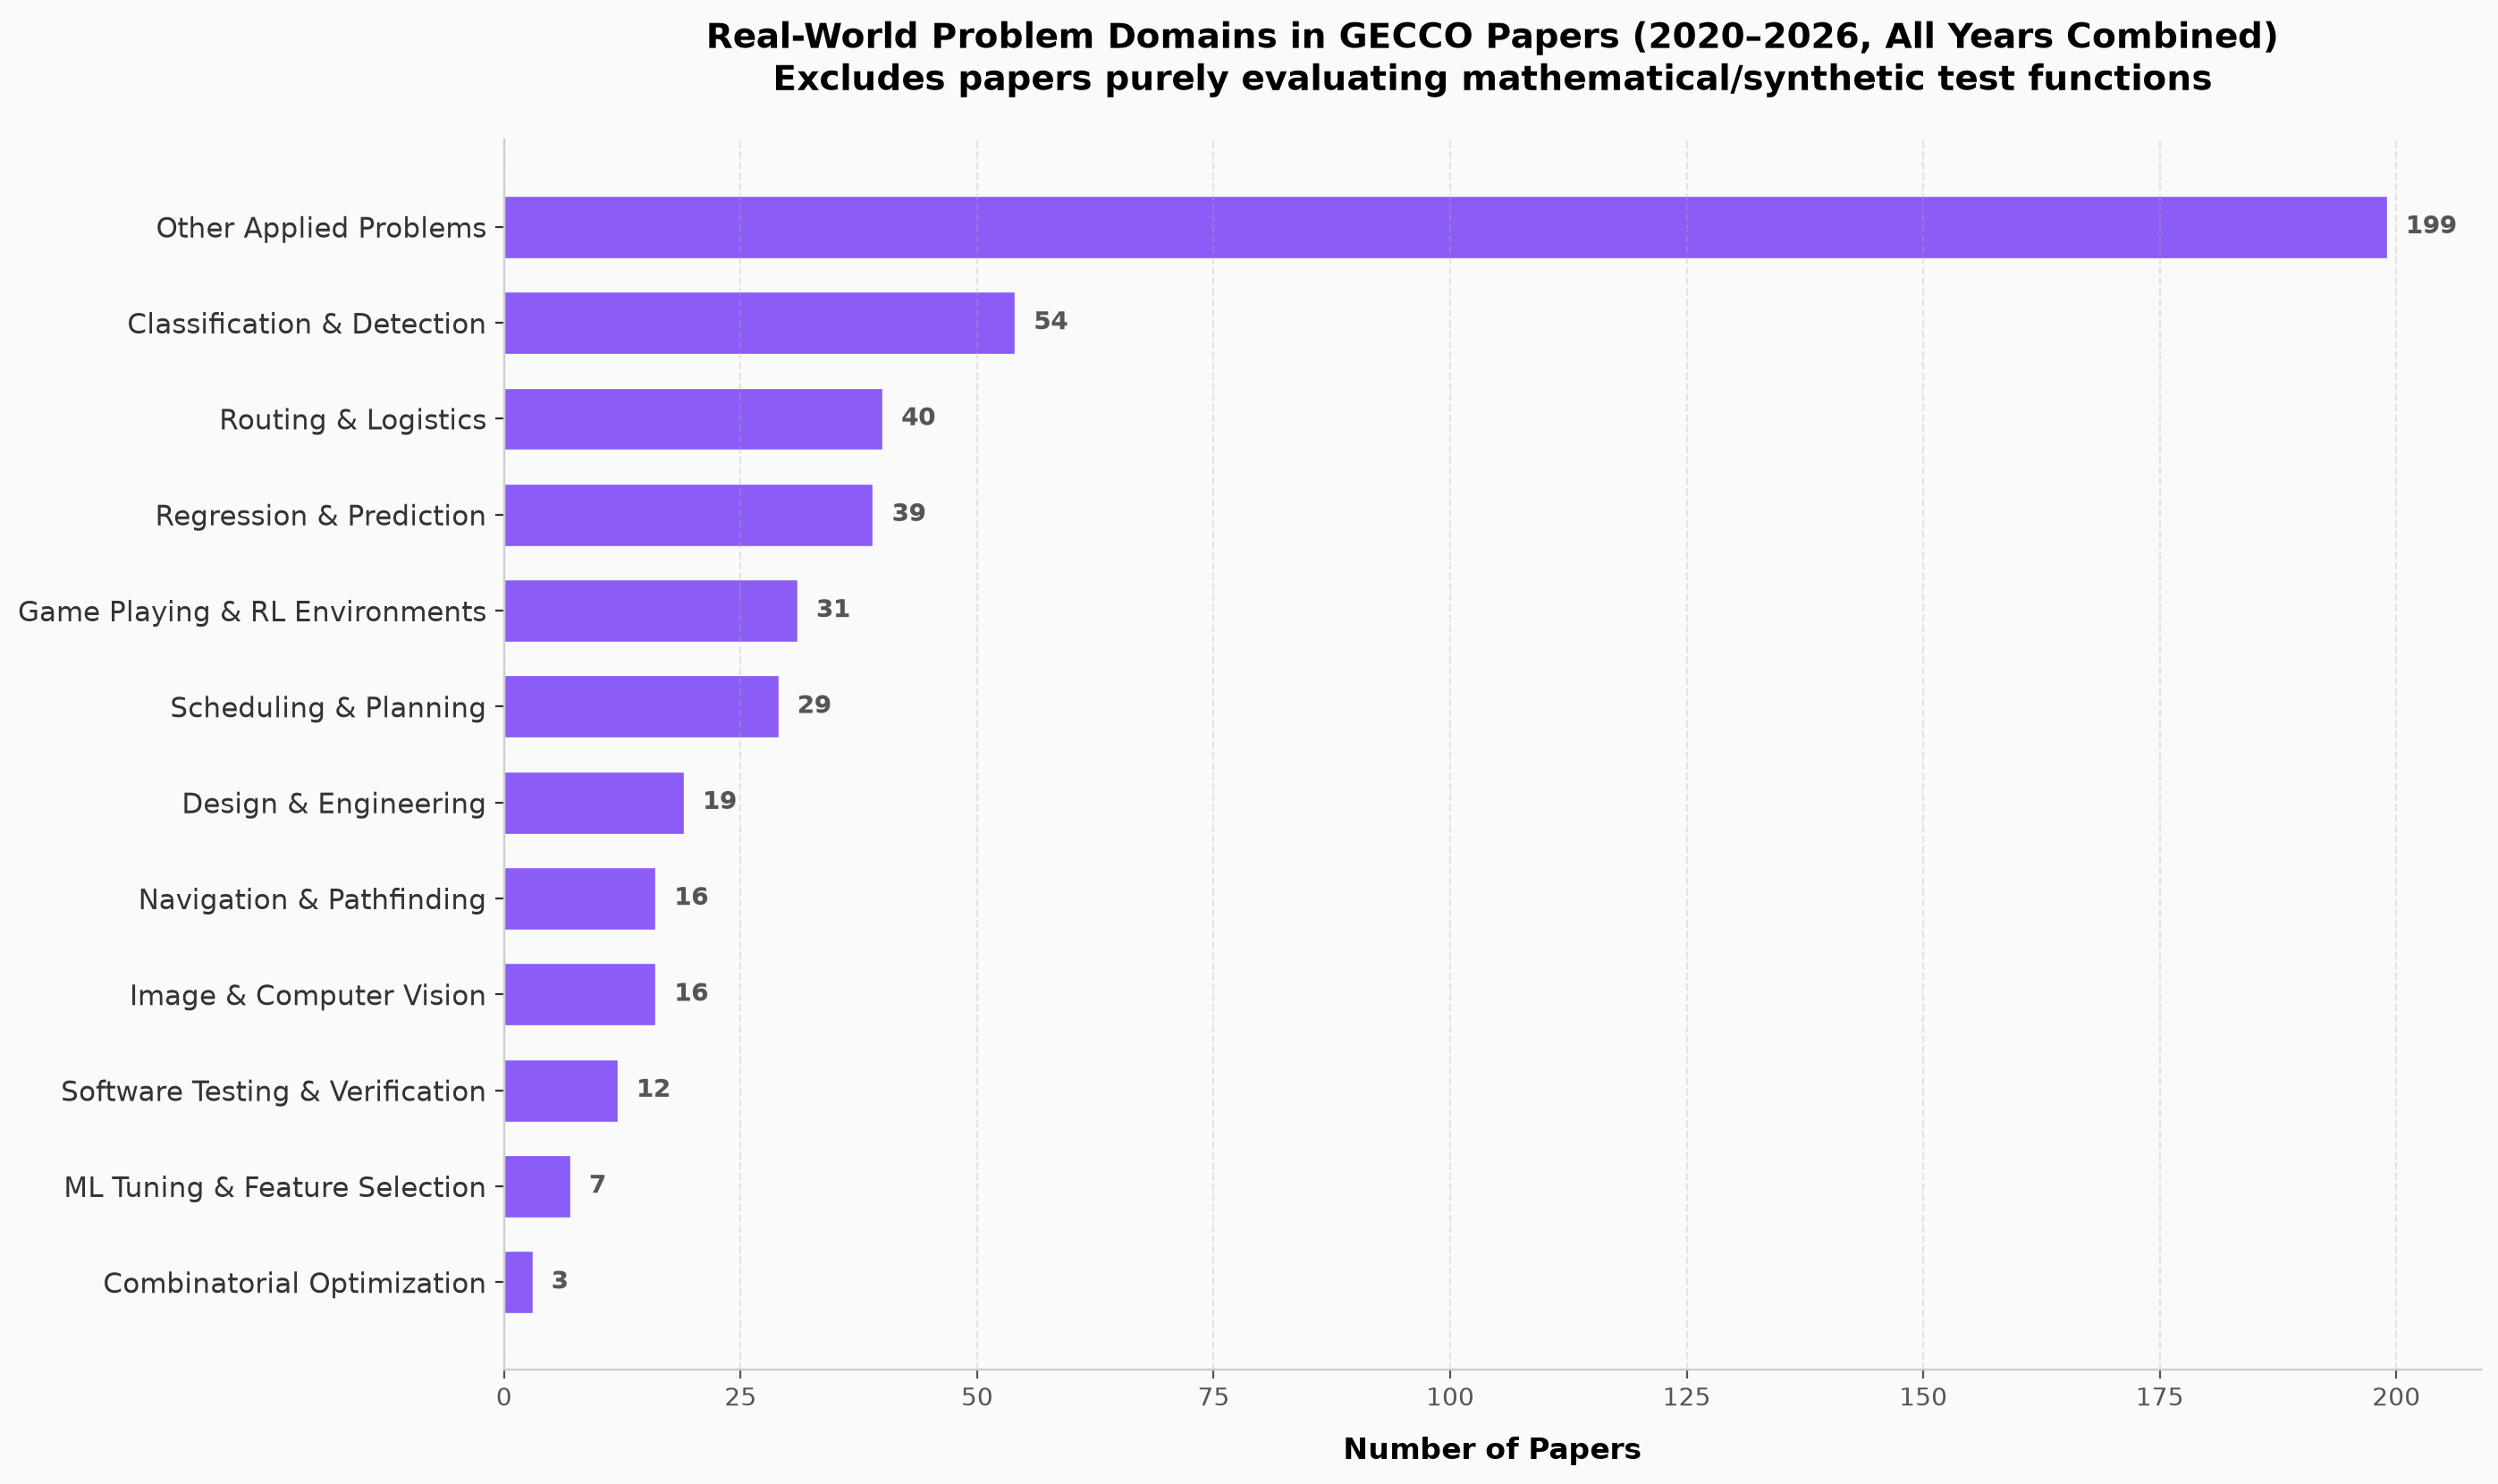 Real-World Problem Domains in GECCO Papers (2020–2026, All Years Combined)
Excludes papers purely evaluating mathematical/synthetic test functions
Other Applied Problems 199
Classification & Detection 54
Routing & Logistics 40
Regression & Prediction 39
Game Playing & RL Environments 31
Scheduling & Planning 29
Design & Engineering 19
Navigation & Pathfinding 16
Image & Computer Vision 16
Software Testing & Verification 12
ML Tuning & Feature Selection 7
Combinatorial Optimization 3
0 25 50 75 100 125 150 175 200
Number of Papers